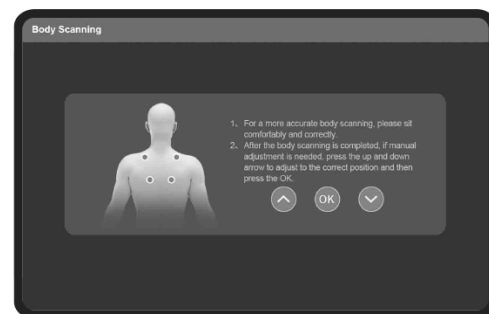 Body Scanning
1、 For a more accurate body scanning, please sit
comfortably and correctly.
2、 After the body scanning is completed, if manual
adjustment is needed, press the up and down
arrow to adjust to the correct position and then
press the OK.
OK